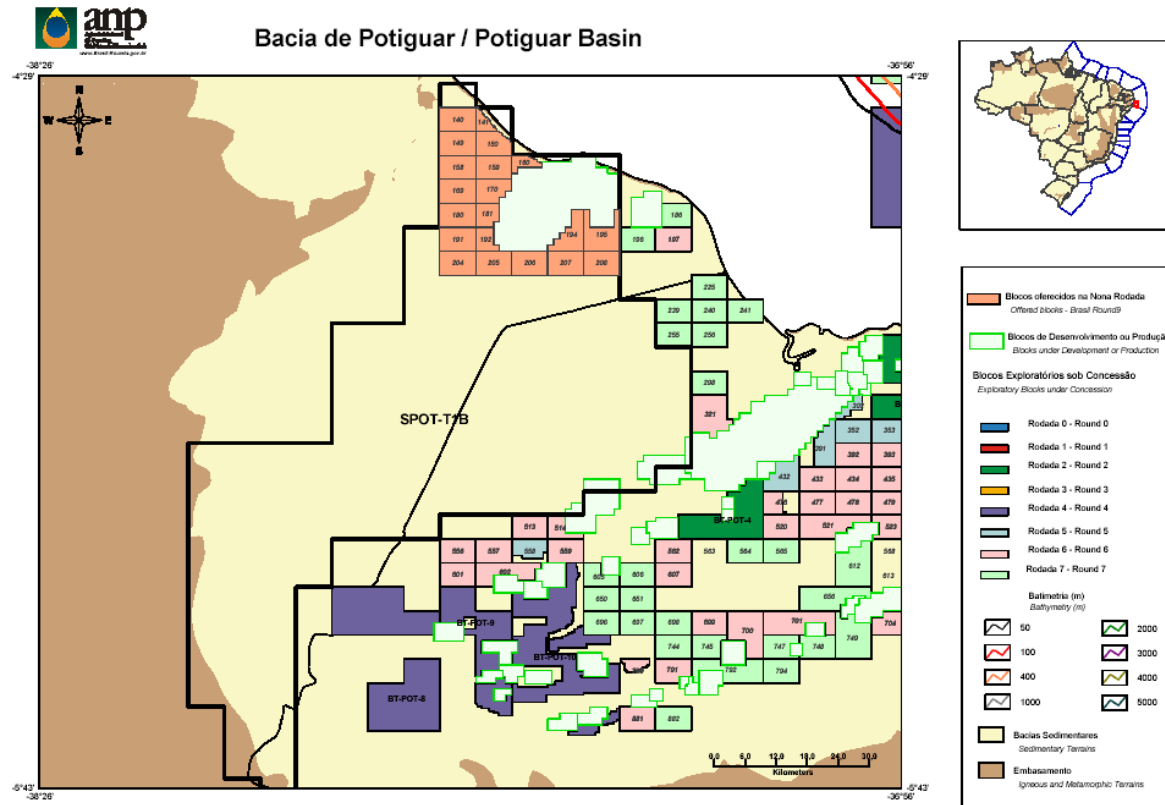 anp
www.Brasil-Rounds.gov.br
Bacia de Potiguar / Potiguar Basin
-38°26'
-36°56'
-4°29'
-4°29'
N
W E
S
140
141
149
150
158
159
160
169
170
180
181
186
191
192
194
195
196
197
204
205
206
207
208
225
239
240
241
255
256
298
321
SPOT-T1B
352
353
391
392
393
432
433
434
435
476
477
478
479
BT-POT-4
520
521
523
513
514
556
557
558
559
562
563
564
565
568
601
602
605
606
607
612
613
650
651
656
BT-POT-9
696
697
698
699
700
701
704
BT-POT-10
744
745
747
748
749
BT-POT-8
791
792
794
881
882
0,0 6,0 12,0 18,0 24,0 30,0
Kilometers
-5°43'
-5°43'
-38°26'
-36°56'
Blocos oferecidos na Nona Rodada
Offered blocks - Brasil Round9
Blocos de Desenvolvimento ou Produçã
Blocks under Development or Production
Blocos Exploratórios sob Concessão
Exploratory Blocks under Concession
Rodada 0 - Round 0
Rodada 1 - Round 1
Rodada 2 - Round 2
Rodada 3 - Round 3
Rodada 4 - Round 4
Rodada 5 - Round 5
Rodada 6 - Round 6
Rodada 7 - Round 7
Batimetria (m)
Bathymetry (m)
50 2000
100 3000
400 4000
1000 5000
Bacias Sedimentares
Sedimentary Terrains
Embasamento
Igneous and Metamorphic Terrains